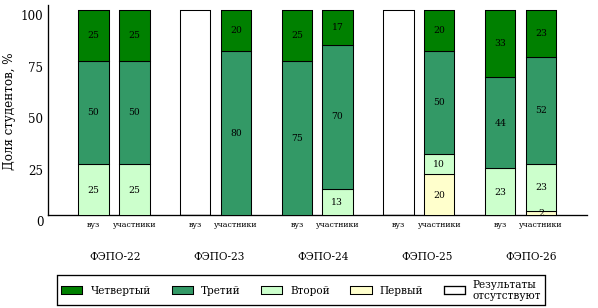 Доля студентов, %
100
75
50
25
0
25 25 20 25 17 20 33 23
50 50 80 75 70 50 44 52
25 25 13 10 20 23 23 2
вуз участники вуз участники вуз участники вуз участники вуз участники
ФЭПО-22 ФЭПО-23 ФЭПО-24 ФЭПО-25 ФЭПО-26
Четвертый Третий Второй Первый Результаты
отсутствуют